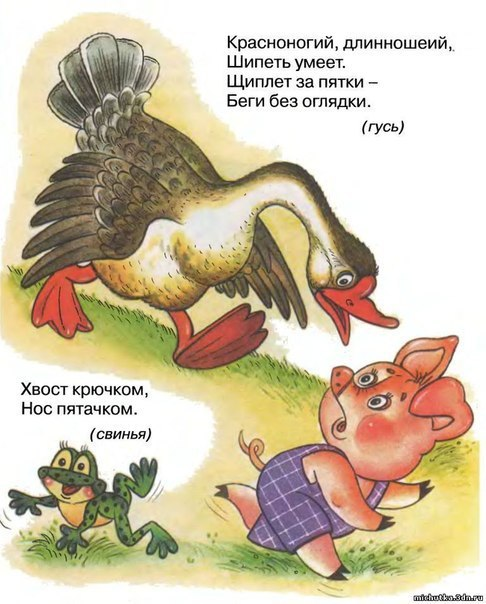 Красноногий, длинношеий,
Шипеть умеет.
Щиплет за пятки –
Беги без оглядки.
(гусь)
Хвост крючком,
Нос пятачком.
(свинья)
michutka.3dn.ru